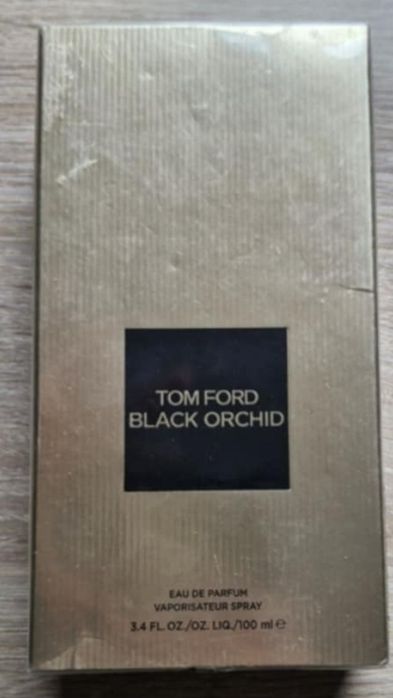 TOM FORD
BLACK ORCHID
EAU DE PARFUM
VAPORISATEUR SPRAY
3.4 FL. OZ./OZ. LIQ./100 ml ℮